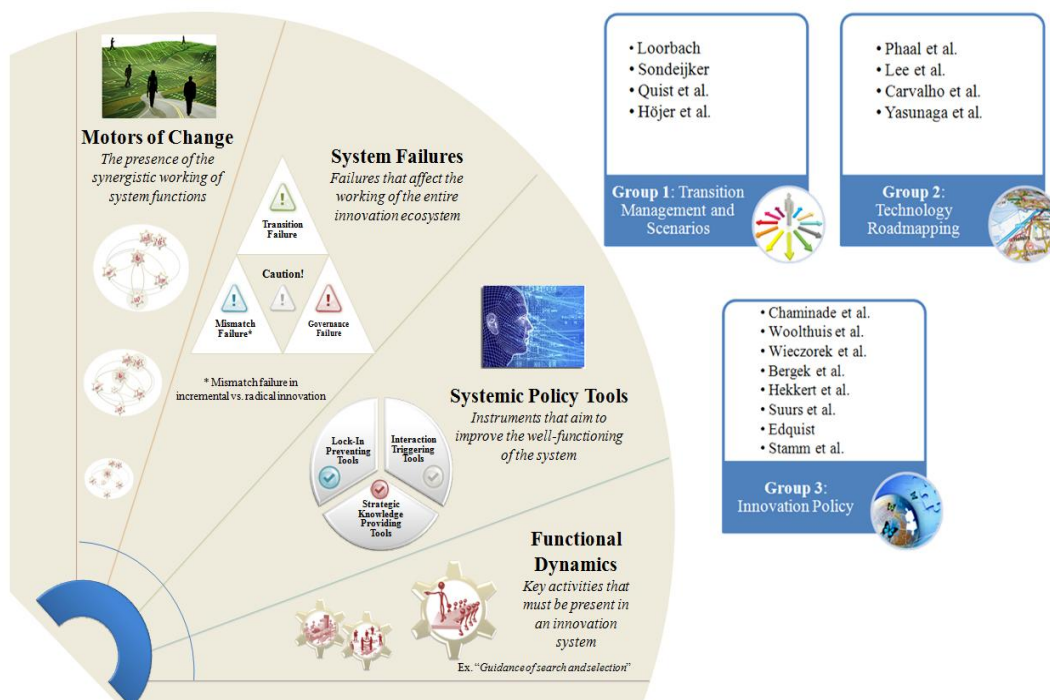 Motors of Change
The presence of the
synergistic working of
system functions
System Failures
Failures that affect the
working of the entire
innovation ecosystem
Transition
Failure
Caution!
Mismatch
Failure*
Governance
Failure
* Mismatch failure in
incremental vs. radical innovation
Systemic Policy Tools
Instruments that aim to
improve the well-functioning
of the system
Lock-In
Preventing
Tools
Interaction
Triggering
Tools
Strategic
Knowledge
Providing
Tools
Functional
Dynamics
Key activities that
must be present in
an innovation
system
Ex. “Guidance of search and selection”
• Loorbach
• Sondeijker
• Quist et al.
• Höjer et al.
Group 1: Transition
Management and
Scenarios
• Phaal et al.
• Lee et al.
• Carvalho et al.
• Yasunaga et al.
Group 2:
Technology
Roadmapping
• Chaminade et al.
• Woolthuis et al.
• Wieczorek et al.
• Bergek et al.
• Hekkert et al.
• Suurs et al.
• Edquist
• Stamm et al.
Group 3:
Innovation Policy